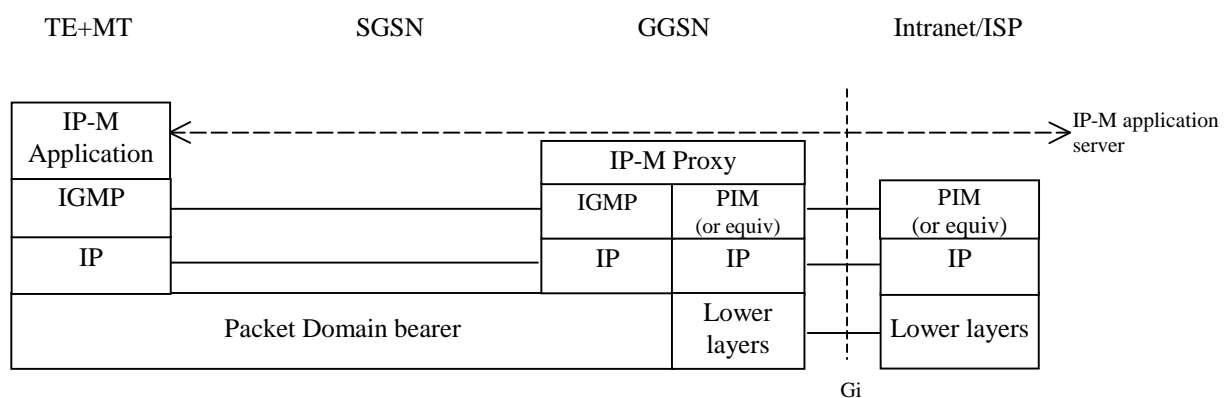 TE+MT
SGSN
GGSN
Intranet/ISP
IP-M
Application
IP-M application
server
IP-M Proxy
IGMP
IGMP
PIM
(or equiv)
PIM
(or equiv)
IP
IP
IP
IP
Packet Domain bearer
Lower
layers
Lower layers
Gi